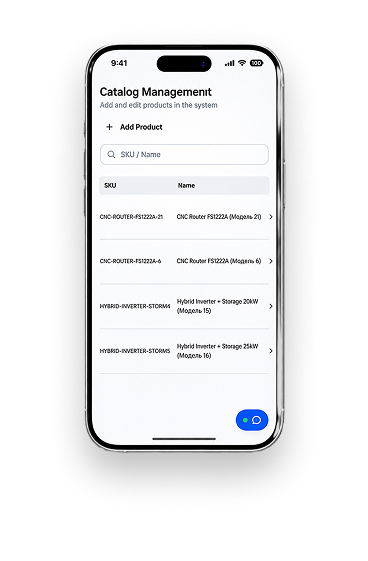 9:41
100
Catalog Management
Add and edit products in the system
+ Add Product
SKU / Name
SKU Name
CNC-ROUTER-FS1222A-21 CNC Router FS1222A (Модель 21)
CNC-ROUTER-FS1222A-6 CNC Router FS1222A (Модель 6)
HYBRID-INVERTER-STORM4 Hybrid Inverter + Storage 20kW
(Модель 15)
HYBRID-INVERTER-STORM5 Hybrid Inverter + Storage 25kW
(Модель 16)